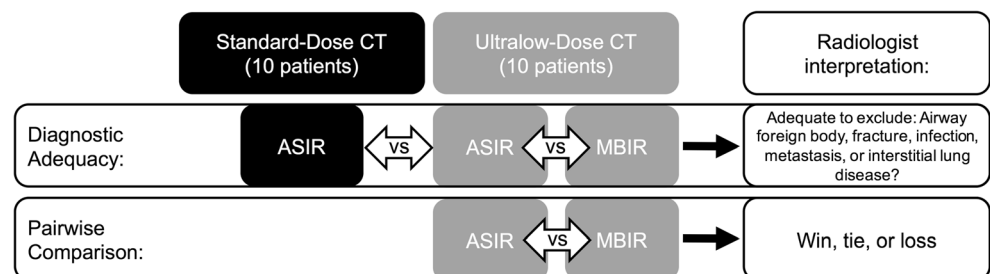 Standard-Dose CT
(10 patients)
Ultralow-Dose CT
(10 patients)
Radiologist
interpretation:
Diagnostic
Adequacy:
ASIR
VS
ASIR
VS
MBIR
Adequate to exclude: Airway
foreign body, fracture, infection,
metastasis, or interstitial lung
disease?
Pairwise
Comparison:
ASIR
VS
MBIR
Win, tie, or loss